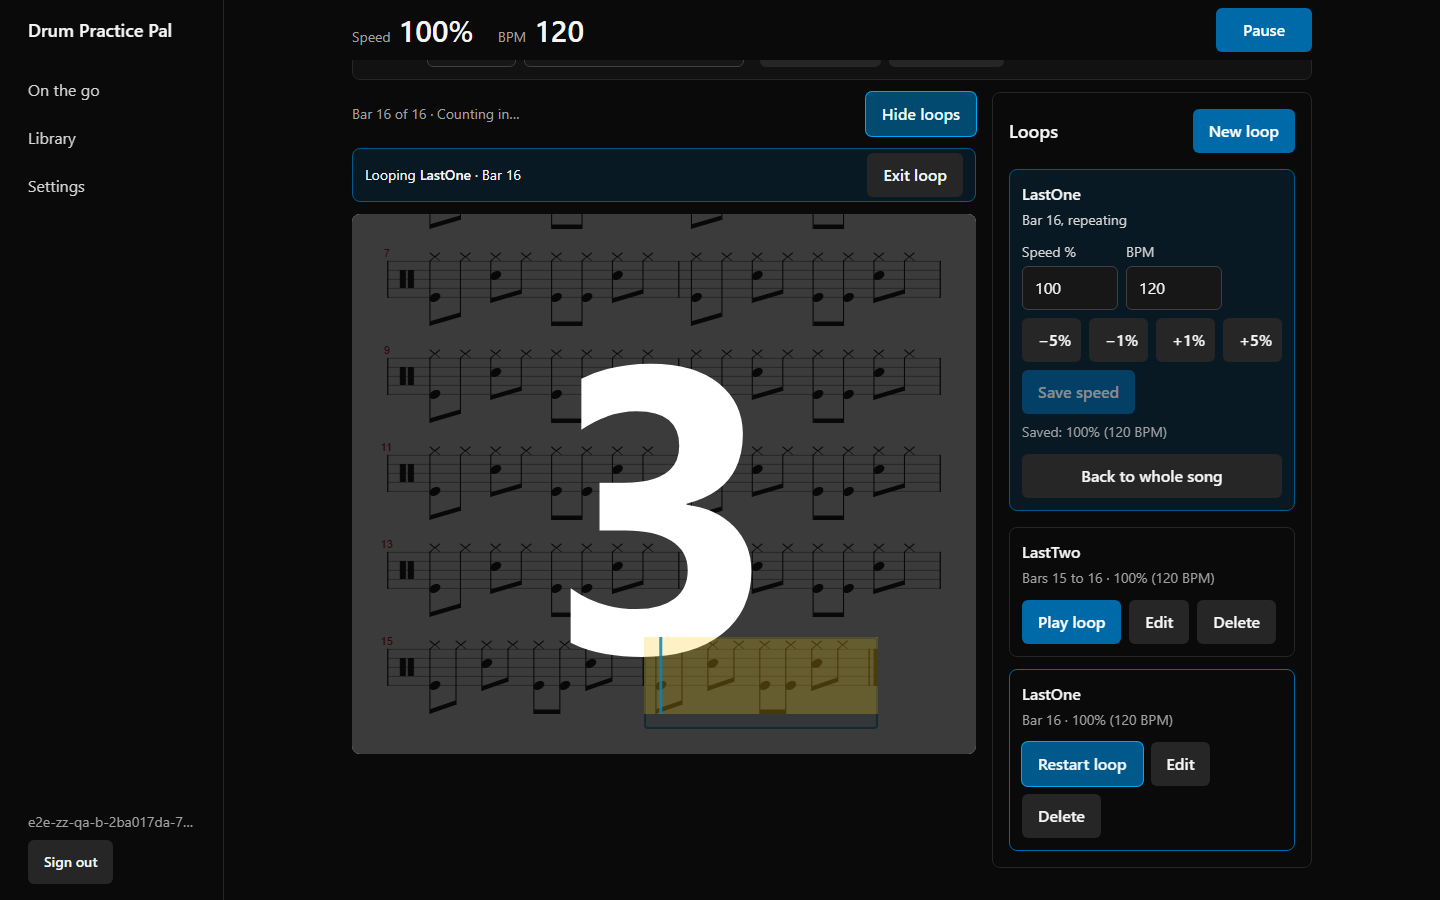 Drum Practice Pal
On the go
Library
Settings
e2e-zz-qa-b-2ba017da-7...
Sign out
Speed 100% BPM 120
Pause
Bar 16 of 16 · Counting in...
Hide loops
Looping LastOne · Bar 16
Exit loop
7
9
11
13
15
3
Loops
New loop
LastOne
Bar 16, repeating
Speed % BPM
100 120
−5% −1% +1% +5%
Save speed
Saved: 100% (120 BPM)
Back to whole song
LastTwo
Bars 15 to 16 · 100% (120 BPM)
Play loop Edit Delete
LastOne
Bar 16 · 100% (120 BPM)
Restart loop Edit
Delete